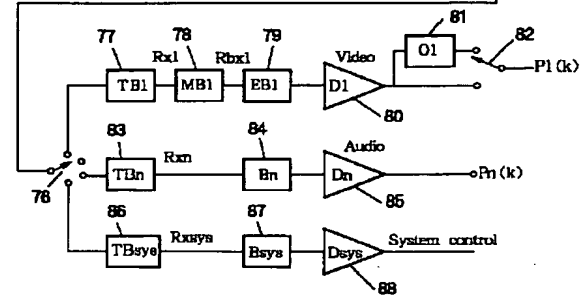 77 Rx1 78 Rbx1 79 Video 81 82
TB1 MB1 EB1 D1 O1 P1(k)
80
76 83 Rxn 84 Audio
TBn Bn Dn Pn(k)
85
86 Rxsys 87 System control
TBsys Bsys Dsys
88